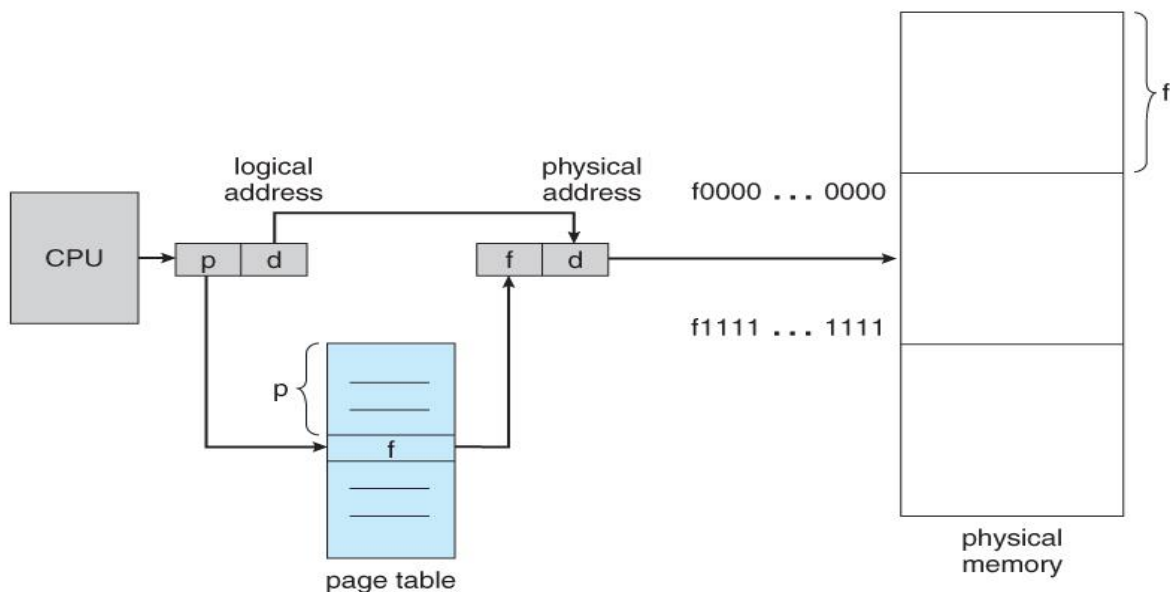 f
logical
address
physical
address
f0000 ... 0000
CPU
p d
f d
f1111 ... 1111
p
f
page table
physical
memory